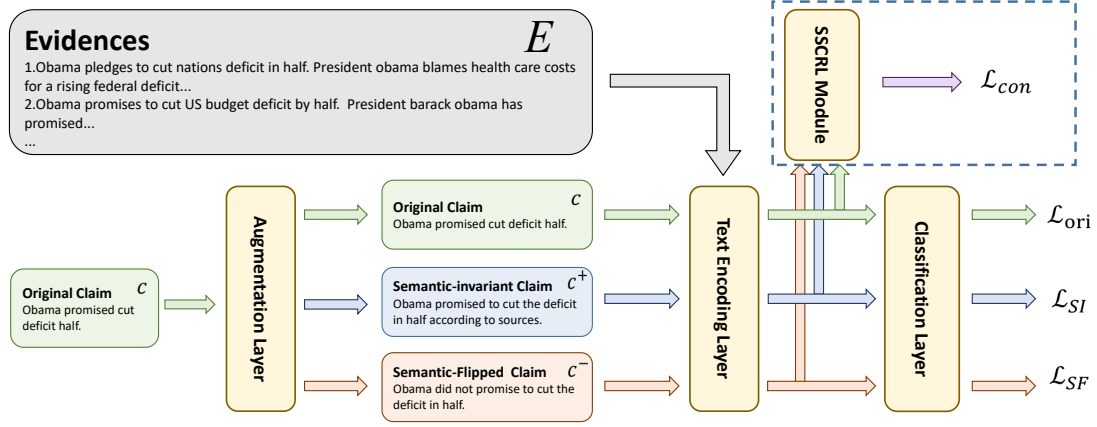 Evidences
E
1.Obama pledges to cut nations deficit in half. President obama blames health care costs
for a rising federal deficit...
2.Obama promises to cut US budget deficit by half. President barack obama has
promised...
...
SSCRL Module
ℒcon
Original Claim c
Obama promised cut
deficit half.
Augmentation Layer
Original Claim c
Obama promised cut deficit half.
Semantic-invariant Claim c⁺
Obama promised to cut the deficit
in half according to sources.
Semantic-Flipped Claim c⁻
Obama did not promise to cut the
deficit in half.
Text Encoding Layer
Classification Layer
ℒori
ℒSI
ℒSF